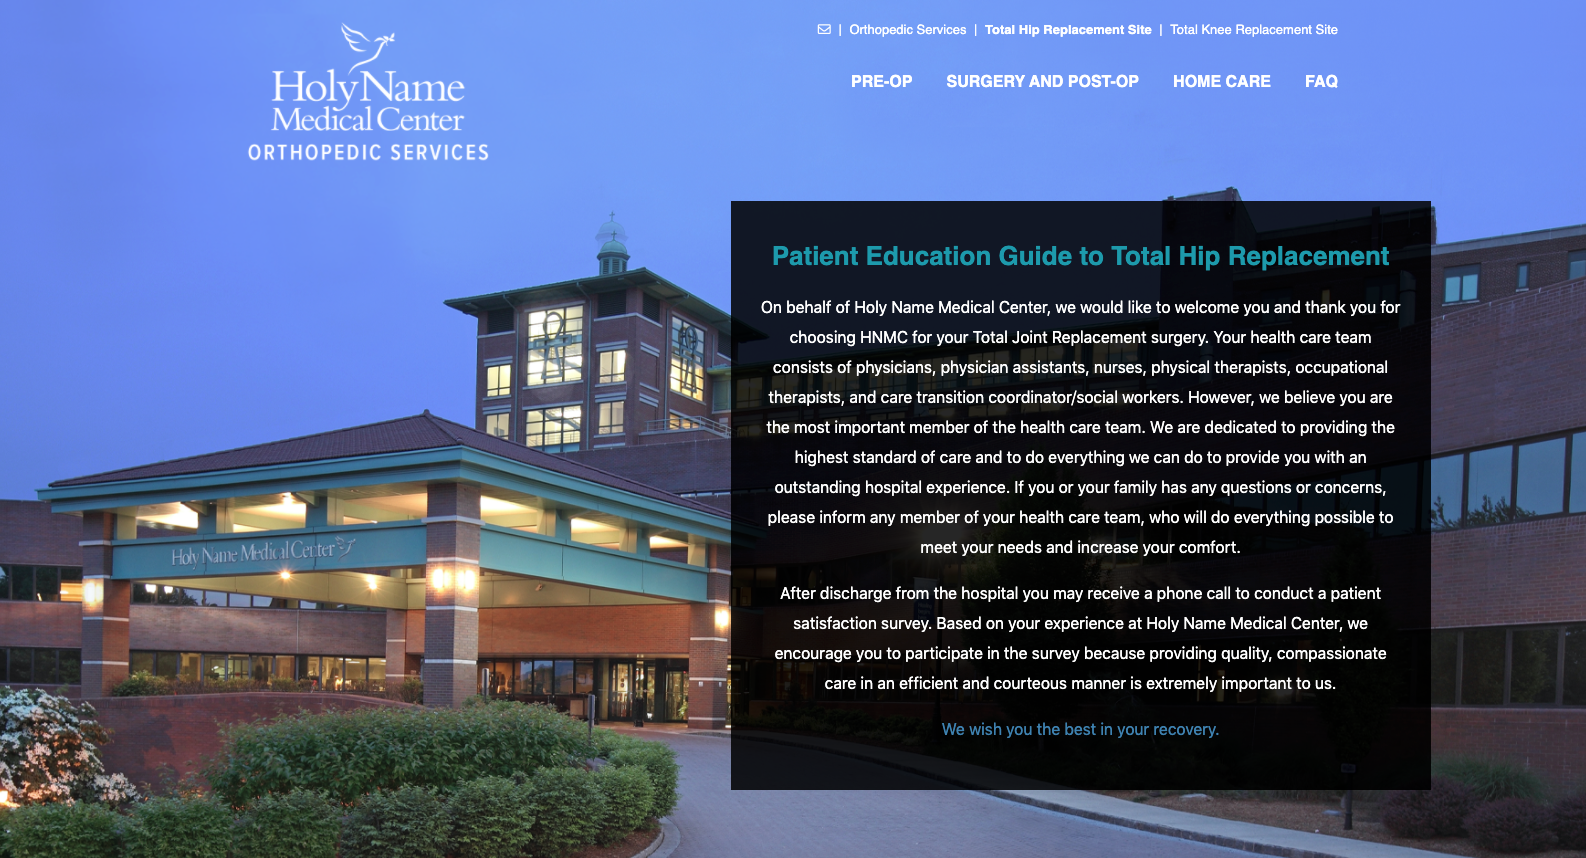 Holy Name
Medical Center
ORTHOPEDIC SERVICES
| Orthopedic Services | Total Hip Replacement Site | Total Knee Replacement Site
PRE-OP SURGERY AND POST-OP HOME CARE FAQ
Patient Education Guide to Total Hip Replacement
On behalf of Holy Name Medical Center, we would like to welcome you and thank you for
choosing HNMC for your Total Joint Replacement surgery. Your health care team
consists of physicians, physician assistants, nurses, physical therapists, occupational
therapists, and care transition coordinator/social workers. However, we believe you are
the most important member of the health care team. We are dedicated to providing the
highest standard of care and to do everything we can do to provide you with an
outstanding hospital experience. If you or your family has any questions or concerns,
please inform any member of your health care team, who will do everything possible to
meet your needs and increase your comfort.
After discharge from the hospital you may receive a phone call to conduct a patient
satisfaction survey. Based on your experience at Holy Name Medical Center, we
encourage you to participate in the survey because providing quality, compassionate
care in an efficient and courteous manner is extremely important to us.
We wish you the best in your recovery.
Holy Name Medical Center